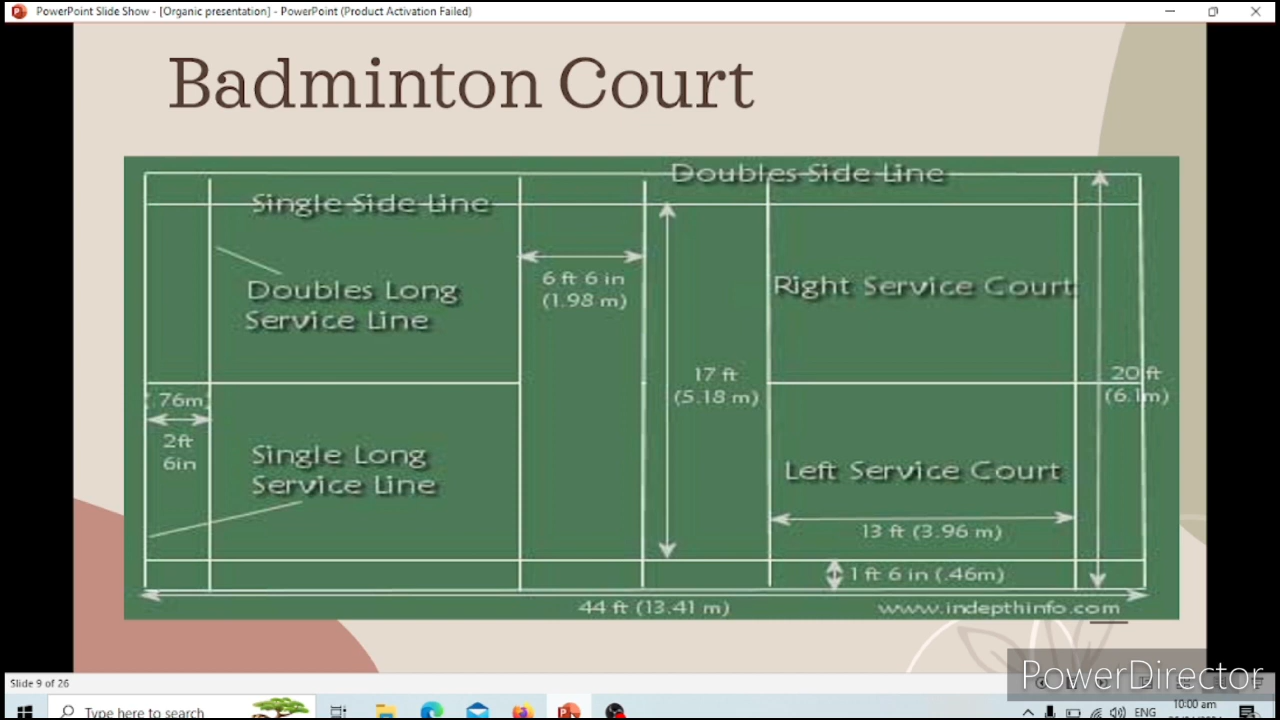 PowerPoint Slide Show - [Organic presentation] - PowerPoint (Product Activation Failed)
Badminton Court
Doubles Side Line
Single Side Line
6 ft 6 in
(1.98 m)
Right Service Court
Doubles Long
Service Line
17 ft
(5.18 m)
20 ft
(6.1m)
(.76m)
2ft
6in
Single Long
Service Line
Left Service Court
13 ft (3.96 m)
1 ft 6 in (.46m)
44 ft (13.41 m)
www.indepthinfo.com
PowerDirector
Slide 9 of 26
Type here to search
ENG
10:00 am